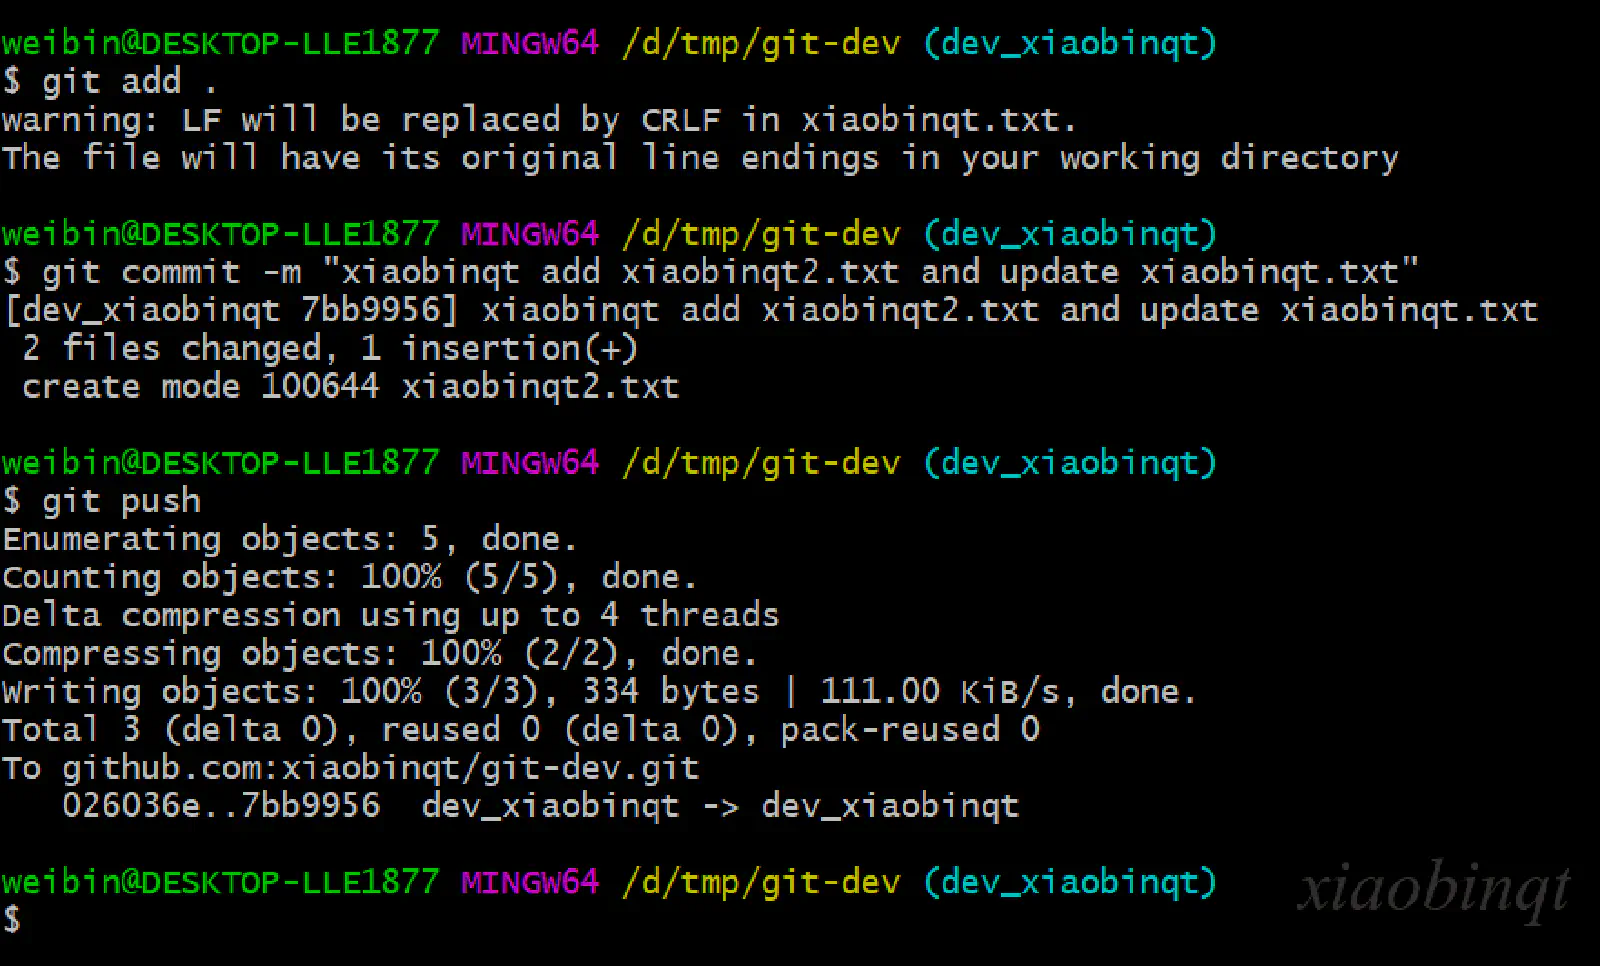 weibin@DESKTOP-LLE1877 MINGW64 /d/tmp/git-dev (dev_xiaobinqt)
$ git add .
warning: LF will be replaced by CRLF in xiaobinqt.txt.
The file will have its original line endings in your working directory
weibin@DESKTOP-LLE1877 MINGW64 /d/tmp/git-dev (dev_xiaobinqt)
$ git commit -m "xiaobinqt add xiaobinqt2.txt and update xiaobinqt.txt"
[dev_xiaobinqt 7bb9956] xiaobinqt add xiaobinqt2.txt and update xiaobinqt.txt
 2 files changed, 1 insertion(+)
 create mode 100644 xiaobinqt2.txt
weibin@DESKTOP-LLE1877 MINGW64 /d/tmp/git-dev (dev_xiaobinqt)
$ git push
Enumerating objects: 5, done.
Counting objects: 100% (5/5), done.
Delta compression using up to 4 threads
Compressing objects: 100% (2/2), done.
Writing objects: 100% (3/3), 334 bytes | 111.00 KiB/s, done.
Total 3 (delta 0), reused 0 (delta 0), pack-reused 0
To github.com:xiaobinqt/git-dev.git
   026036e..7bb9956  dev_xiaobinqt -> dev_xiaobinqt
weibin@DESKTOP-LLE1877 MINGW64 /d/tmp/git-dev (dev_xiaobinqt)
$
xiaobinqt